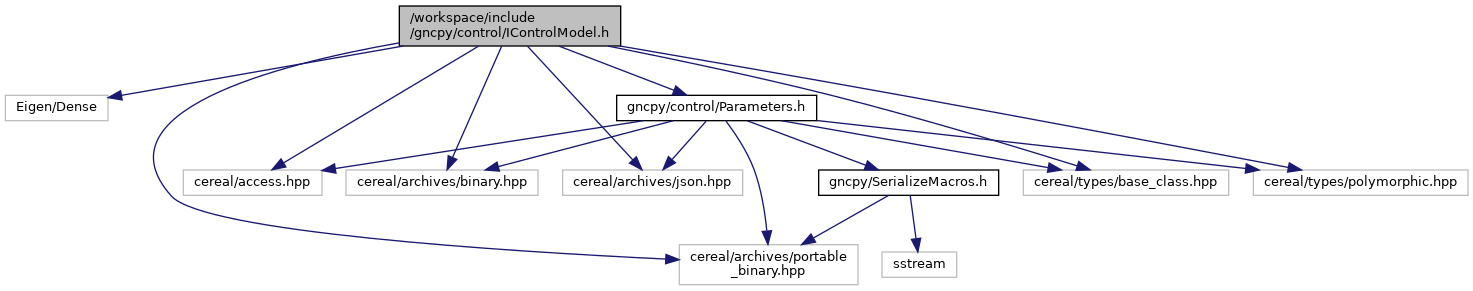 /workspace/include
/gncpy/control/IControlModel.h
Eigen/Dense
gncpy/control/Parameters.h
cereal/access.hpp
cereal/archives/binary.hpp
cereal/archives/json.hpp
gncpy/SerializeMacros.h
cereal/types/base_class.hpp
cereal/types/polymorphic.hpp
cereal/archives/portable
_binary.hpp
sstream